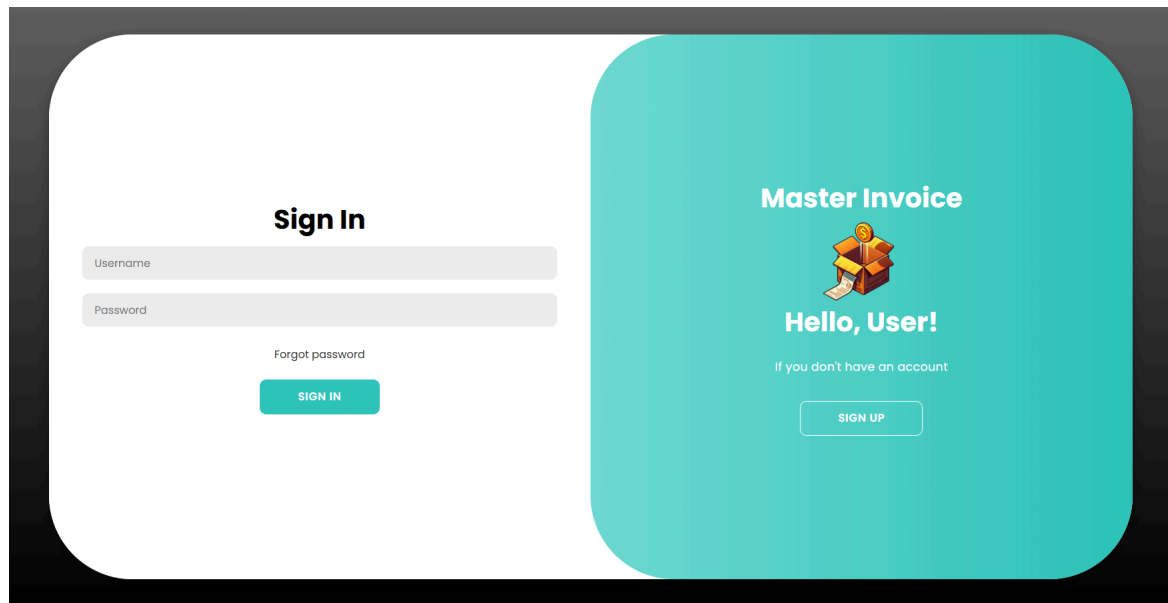 Sign In
Username
Password
Forgot password
SIGN IN
Master Invoice
Hello, User!
If you don't have an account
SIGN UP